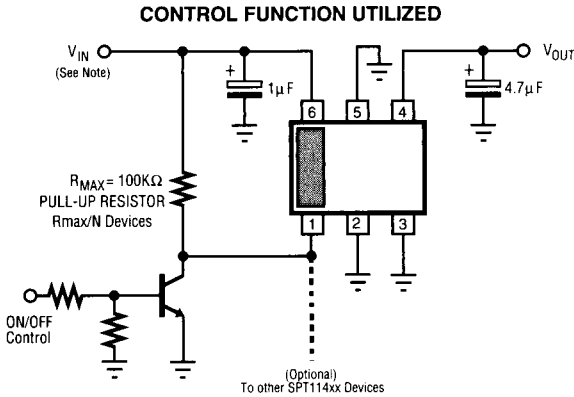 CONTROL FUNCTION UTILIZED
VIN
(See Note)
+
1μF
6
5
4
VOUT
+
4.7μF
RMAX= 100KΩ
PULL-UP RESISTOR
Rmax/N Devices
1
2
3
ON/OFF
Control
(Optional)
To other SPT114xx Devices